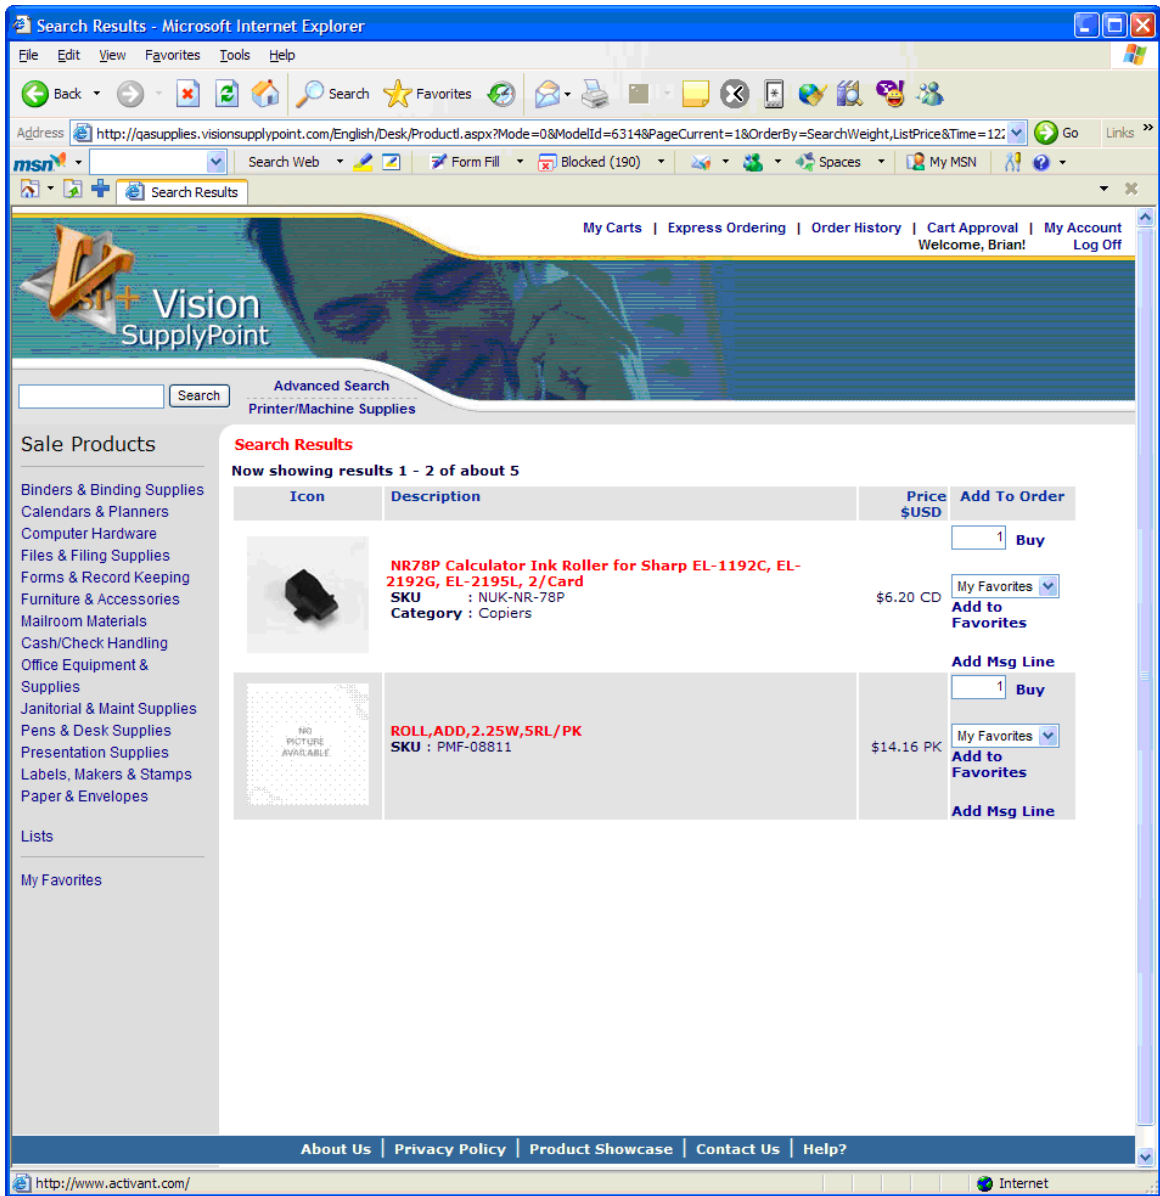 Search Results - Microsoft Internet Explorer
File Edit View Favorites Tools Help
Back Search Favorites
Address http://qasupplies.visionsupplypoint.com/English/Desk/Productl.aspx?Mode=0&ModelId=6314&PageCurrent=1&OrderBy=SearchWeight,ListPrice&Time=122 Go Links »
msn Search Web Form Fill Blocked (190) Spaces My MSN
Search Results
My Carts | Express Ordering | Order History | Cart Approval | My Account
Welcome, Brian! Log Off
SP+ Vision
SupplyPoint
Search Advanced Search
Printer/Machine Supplies
Sale Products
Binders & Binding Supplies
Calendars & Planners
Computer Hardware
Files & Filing Supplies
Forms & Record Keeping
Furniture & Accessories
Mailroom Materials
Cash/Check Handling
Office Equipment &
Supplies
Janitorial & Maint Supplies
Pens & Desk Supplies
Presentation Supplies
Labels, Makers & Stamps
Paper & Envelopes
Lists
My Favorites
Search Results
Now showing results 1 - 2 of about 5
Icon Description Price Add To Order
$USD
1 Buy
NR78P Calculator Ink Roller for Sharp EL-1192C, EL-
2192G, EL-2195L, 2/Card
SKU : NUK-NR-78P
Category : Copiers
$6.20 CD
My Favorites
Add to
Favorites
Add Msg Line
1 Buy
NO
PICTURE
AVAILABLE
ROLL,ADD,2.25W,5RL/PK
SKU : PMF-08811
$14.16 PK
My Favorites
Add to
Favorites
Add Msg Line
About Us | Privacy Policy | Product Showcase | Contact Us | Help?
http://www.activant.com/ Internet